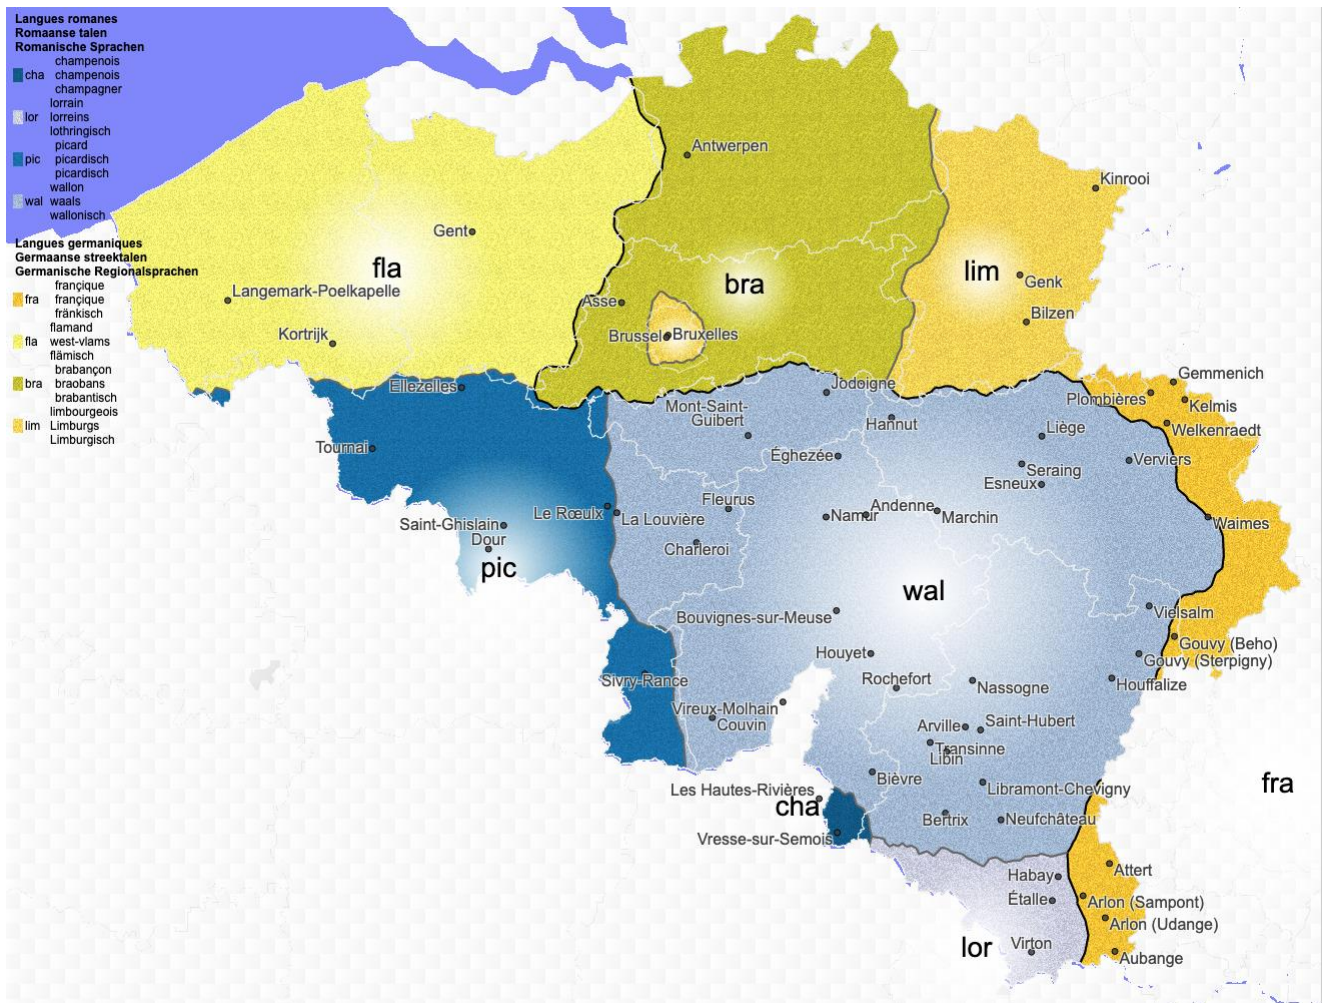 Langues romanes
Romaanse talen
Romanische Sprachen
champenois
cha champenois
champagner
lorrain
lor lorreins
lothringisch
picard
pic picardisch
picardisch
wallon
wal waals
wallonisch
Langues germaniques
Germaanse streektalen
Germanische Regionalsprachen
françique
fra françique
fränkisch
flamand
fla west-vlams
flämisch
brabançon
bra braobans
brabantisch
limbourgeois
lim Limburgs
Limburgisch
Antwerpen
Kinrooi
Gent
fla
bra
lim
Genk
Langemark-Poelkapelle
Asse
Bilzen
Kortrijk
Brussel
Bruxelles
Gemmenich
Ellezelles
Jodoigne
Plombières
Kelmis
Mont-Saint-
Guibert
Hannut
Liège
Welkenraedt
Tournai
Éghezée
Seraing
Verviers
Esneux
Fleurus
Le Rœulx
La Louvière
Namur
Andenne
Marchin
Waimes
Saint-Ghislain
Dour
Charleroi
pic
wal
Bouvignes-sur-Meuse
Vielsalm
Gouvy (Beho)
Houyet
Gouvy (Sterpigny)
Sivry-Rance
Rochefort
Nassogne
Houffalize
Vireux-Molhain
Couvin
Arville
Saint-Hubert
Transinne
Libin
Bièvre
Les Hautes-Rivières
Libramont-Chevigny
fra
cha
Bertrix
Neufchâteau
Vresse-sur-Semois
Habay
Attert
Étalle
Arlon (Sampont)
Arlon (Udange)
lor
Virton
Aubange